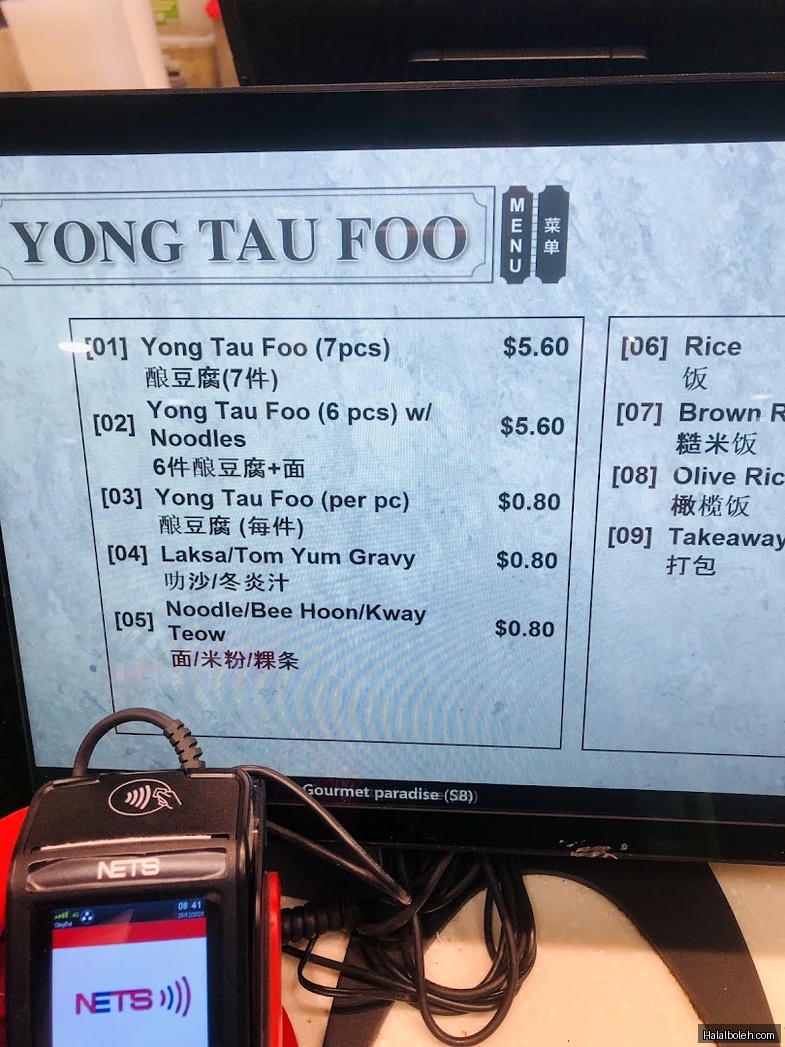 YONG TAU FOO
MENU
菜单
[01] Yong Tau Foo (7pcs) $5.60
酿豆腐(7件)
[02] Yong Tau Foo (6 pcs) w/
Noodles $5.60
6件酿豆腐+面
[03] Yong Tau Foo (per pc) $0.80
酿豆腐 (每件)
[04] Laksa/Tom Yum Gravy $0.80
叻沙/冬炎汁
[05] Noodle/Bee Hoon/Kway
Teow $0.80
面/米粉/粿条
[06] Rice
饭
[07] Brown R
糙米饭
[08] Olive Ric
橄榄饭
[09] Takeaway
打包
Gourmet paradise (S8)
NETS
08 41
NETS
Halalboleh.com